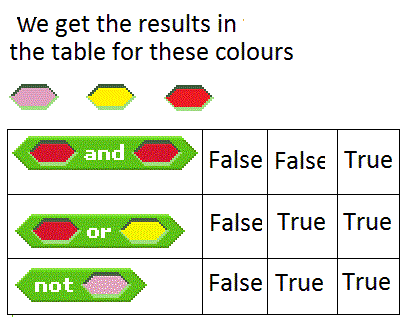 We get the results in
the table for these colours
and False False True
or False True True
not False True True